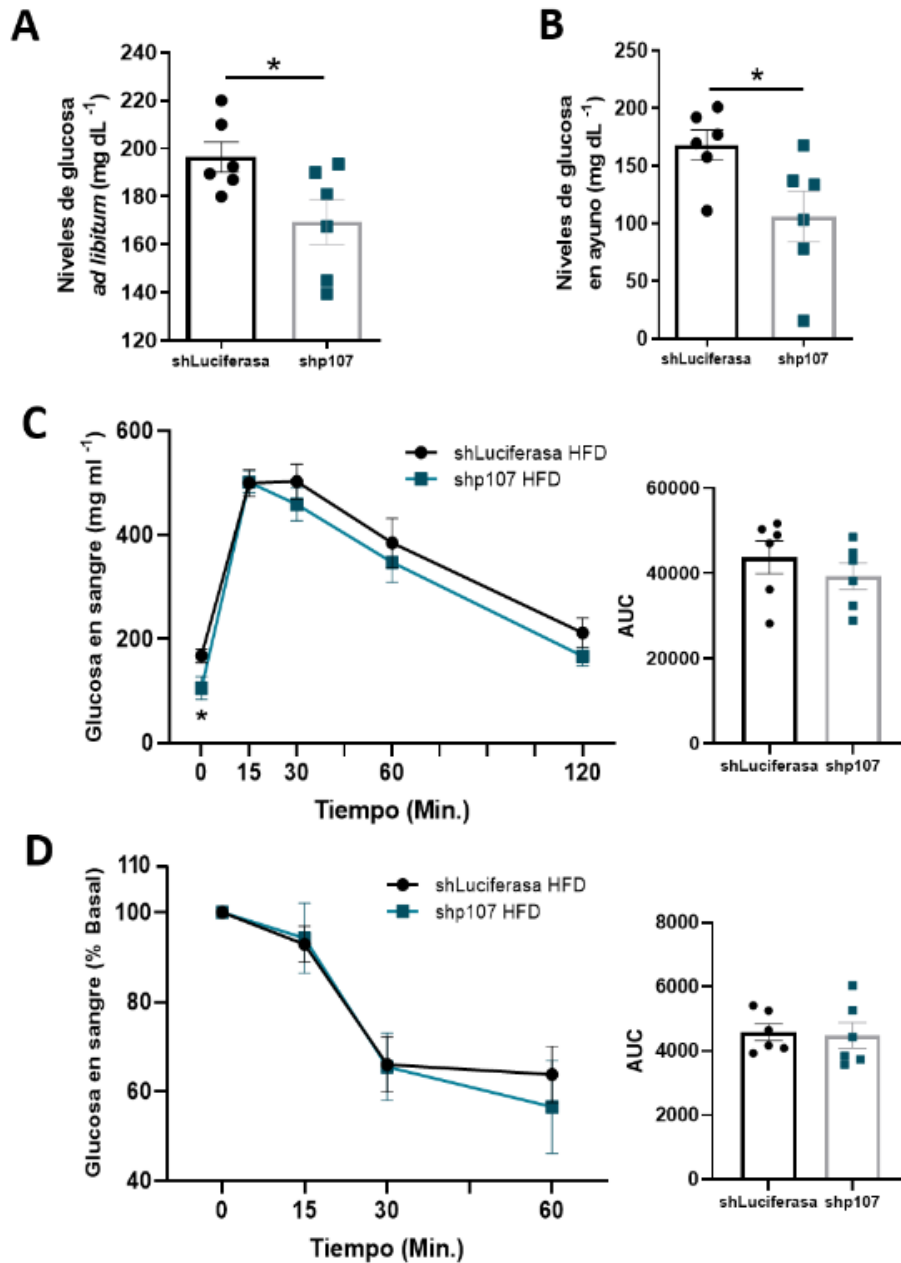 A
Niveles de glucosa
ad libitum (mg dL -1)
240
220
200
180
160
140
120
*
shLuciferasa
shp107
B
Niveles de glucosa
en ayuno (mg dL -1)
250
200
150
100
50
0
*
shLuciferasa
shp107
C
Glucosa en sangre (mg ml -1)
600
400
200
0
*
shLuciferasa HFD
shp107 HFD
0 15 30 60 120
Tiempo (Min.)
AUC
60000
40000
20000
0
shLuciferasa shp107
D
Glucosa en sangre (% Basal)
110
100
80
60
40
shLuciferasa HFD
shp107 HFD
0 15 30 60
Tiempo (Min.)
AUC
8000
6000
4000
2000
0
shLuciferasa shp107